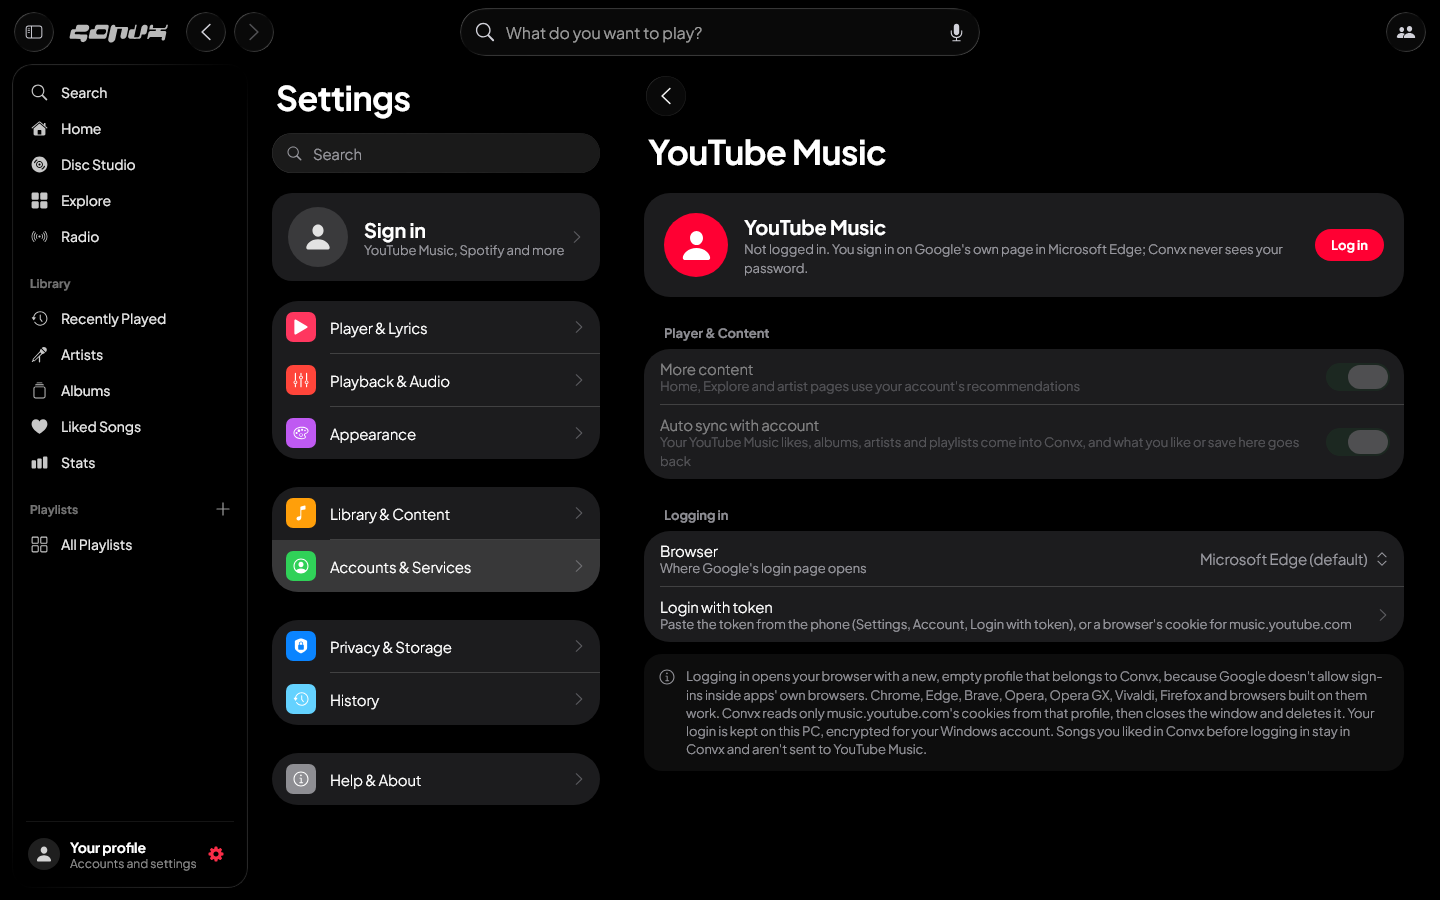 convx
What do you want to play?
Search
Home
Disc Studio
Explore
Radio
Library
Recently Played
Artists
Albums
Liked Songs
Stats
Playlists
All Playlists
Your profile
Accounts and settings
Settings
Search
Sign in
YouTube Music, Spotify and more
Player & Lyrics
Playback & Audio
Appearance
Library & Content
Accounts & Services
Privacy & Storage
History
Help & About
YouTube Music
YouTube Music
Not logged in. You sign in on Google's own page in Microsoft Edge; Convx never sees your
password.
Log in
Player & Content
More content
Home, Explore and artist pages use your account's recommendations
Auto sync with account
Your YouTube Music likes, albums, artists and playlists come into Convx, and what you like or save here goes
back
Logging in
Browser
Where Google's login page opens
Microsoft Edge (default)
Login with token
Paste the token from the phone (Settings, Account, Login with token), or a browser's cookie for music.youtube.com
Logging in opens your browser with a new, empty profile that belongs to Convx, because Google doesn't allow sign-
ins inside apps' own browsers. Chrome, Edge, Brave, Opera, Opera GX, Vivaldi, Firefox and browsers built on them
work. Convx reads only music.youtube.com's cookies from that profile, then closes the window and deletes it. Your
login is kept on this PC, encrypted for your Windows account. Songs you liked in Convx before logging in stay in
Convx and aren't sent to YouTube Music.